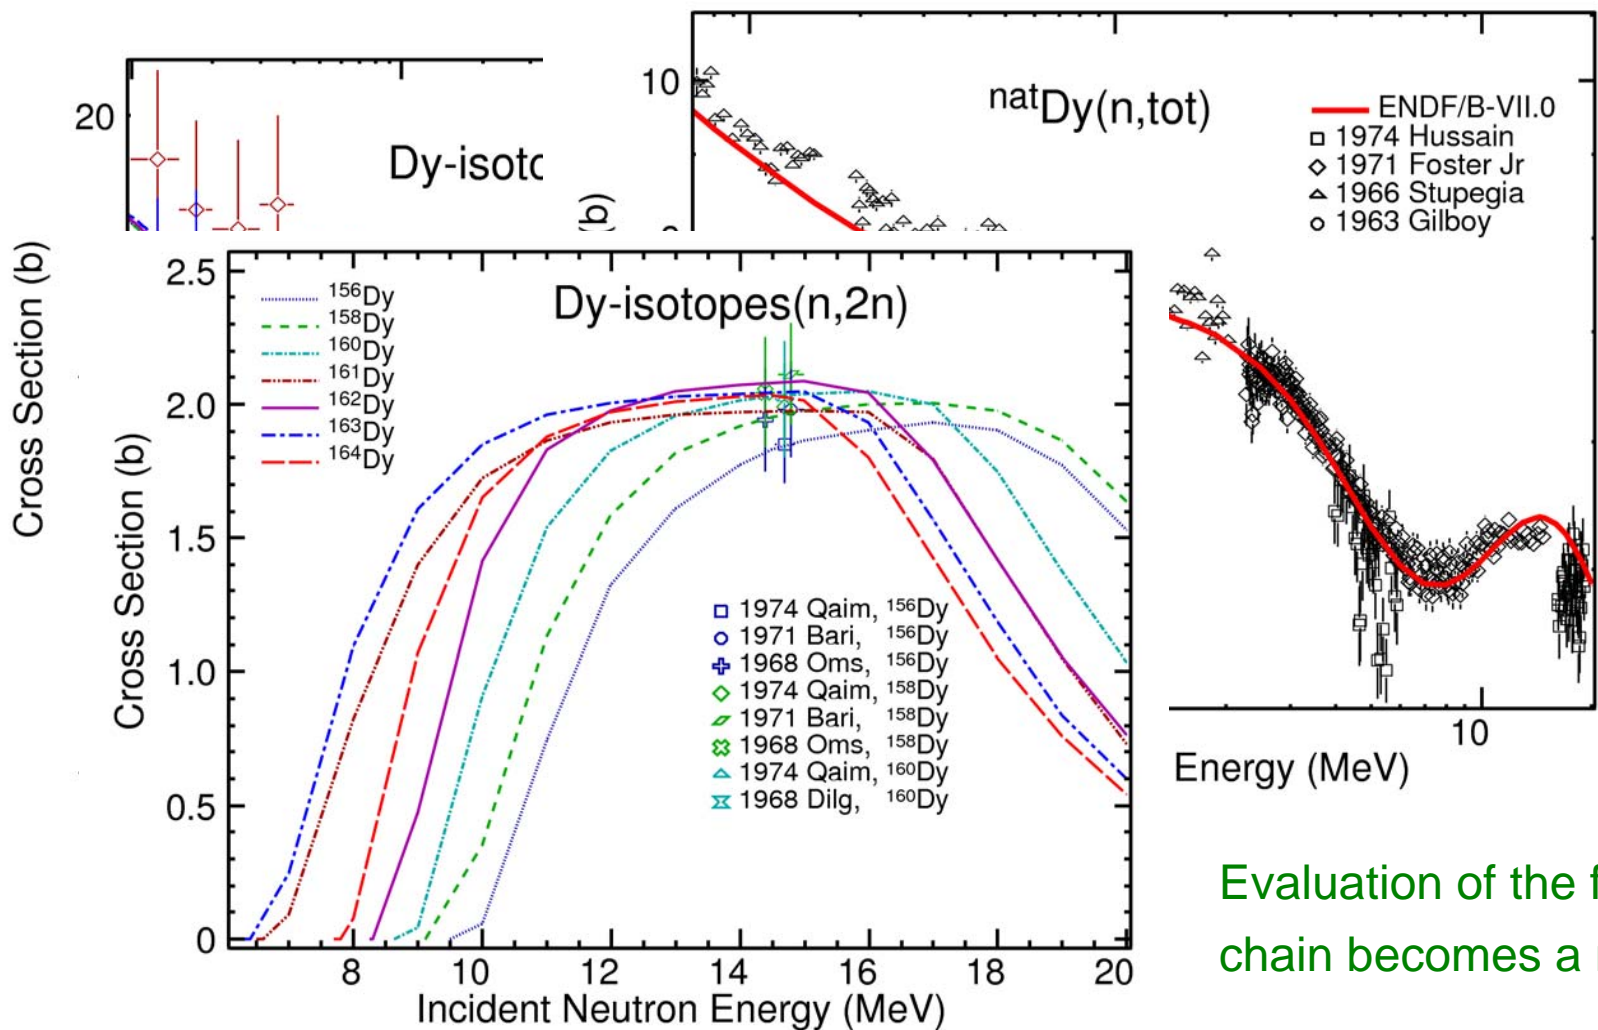 20
Dy-isoto
Cross Section (b)
10
natDy(n,tot)
(b)
ENDF/B-VII.0
1974 Hussain
1971 Foster Jr
1966 Stupegia
1963 Gilboy
10
Energy (MeV)
Dy-isotopes(n,2n)
Cross Section (b)
2.5
2.0
1.5
1.0
0.5
0
156Dy
158Dy
160Dy
161Dy
162Dy
163Dy
164Dy
1974 Qaim, 156Dy
1971 Bari, 156Dy
1968 Oms, 156Dy
1974 Qaim, 158Dy
1971 Bari, 158Dy
1968 Oms, 158Dy
1974 Qaim, 160Dy
1968 Dilg, 160Dy
8 10 12 14 16 18 20
Incident Neutron Energy (MeV)
Evaluation of the f
chain becomes a